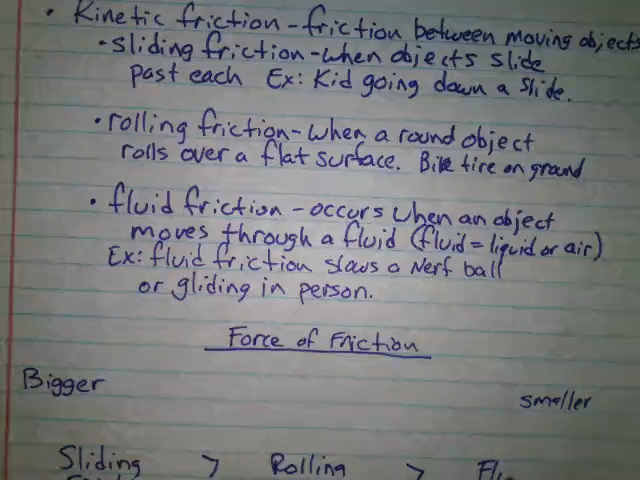 • Kinetic friction - friction between moving objects
• sliding friction - when objects slide
past each Ex: Kid going down a slide.
• rolling friction - when a round object
rolls over a flat surface. Bike tire on ground
• fluid friction - occurs when an object
moves through a fluid (fluid = liquid or air)
Ex: fluid friction slows a Nerf ball
or gliding in person.
Force of Friction
Bigger
smaller
Sliding > Rolling >